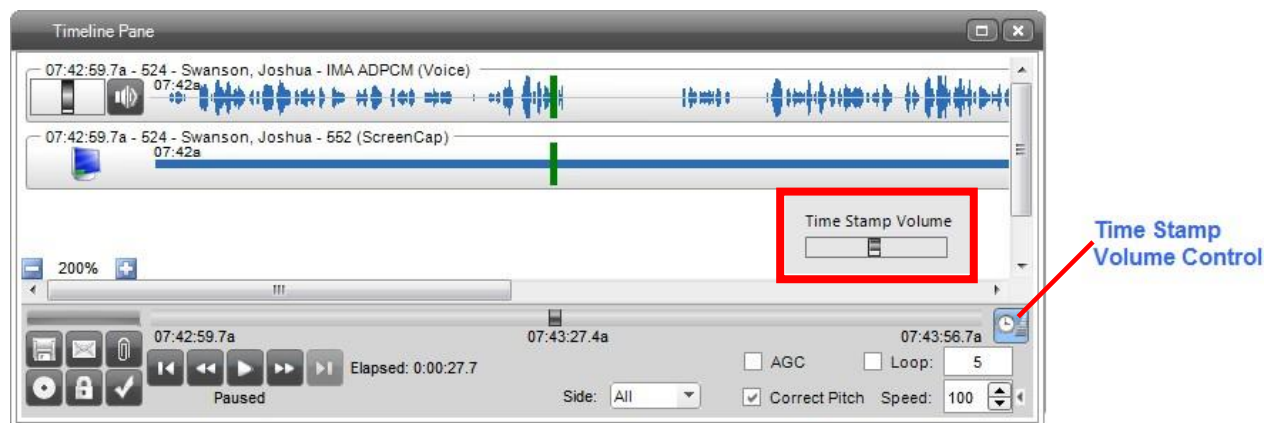 Timeline Pane
07:42:59.7a - 524 - Swanson, Joshua - IMA ADPCM (Voice)
07:42a
07:42:59.7a - 524 - Swanson, Joshua - 552 (ScreenCap)
07:42a
Time Stamp Volume
Time Stamp
Volume Control
200%
07:42:59.7a
07:43:27.4a
07:43:56.7a
Elapsed: 0:00:27.7
AGC
Loop: 5
Paused
Side: All
Correct Pitch
Speed: 100